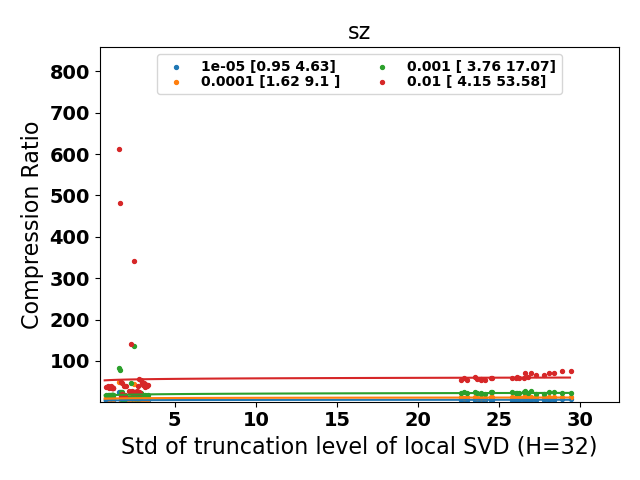 sz
1e-05 [0.95 4.63]
0.0001 [1.62 9.1 ]
0.001 [ 3.76 17.07]
0.01 [ 4.15 53.58]
Compression Ratio
800
700
600
500
400
300
200
100
5 10 15 20 25 30
Std of truncation level of local SVD (H=32)